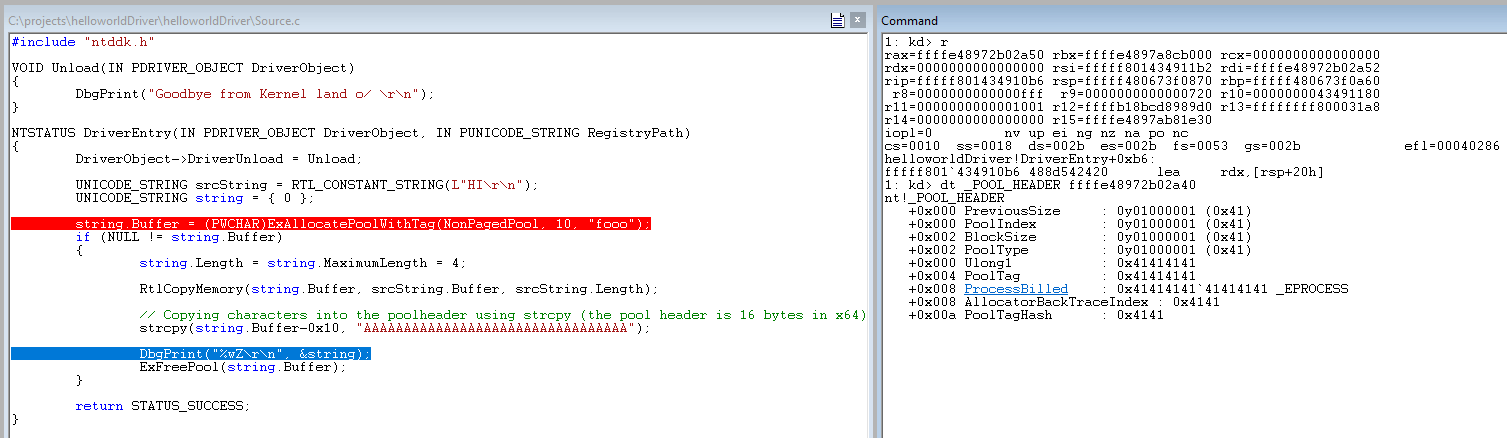 C:\projects\helloworldDriver\helloworldDriver\Source.c
#include "ntddk.h"
VOID Unload(IN PDRIVER_OBJECT DriverObject)
{
DbgPrint("Goodbye from Kernel land o/ \r\n");
}
NTSTATUS DriverEntry(IN PDRIVER_OBJECT DriverObject, IN PUNICODE_STRING RegistryPath)
{
DriverObject->DriverUnload = Unload;
UNICODE_STRING srcString = RTL_CONSTANT_STRING(L"HI\r\n");
UNICODE_STRING string = { 0 };
string.Buffer = (PWCHAR)ExAllocatePoolWithTag(NonPagedPool, 10, "fooo");
if (NULL != string.Buffer)
{
string.Length = string.MaximumLength = 4;
RtlCopyMemory(string.Buffer, srcString.Buffer, srcString.Length);
// Copying characters into the poolheader using strcpy (the pool header is 16 bytes in x64)
strcpy(string.Buffer-0x10, "AAAAAAAAAAAAAAAAAAAAAAAAAAAAAAAAA");
DbgPrint("%wZ\r\n", &string);
ExFreePool(string.Buffer);
}
return STATUS_SUCCESS;
}
Command
1: kd> r
rax=ffffe48972b02a50 rbx=ffffe4897a8cb000 rcx=0000000000000000
rdx=0000000000000000 rsi=fffff801434911b2 rdi=ffffe48972b02a52
rip=fffff801434910b6 rsp=ffffff480673f0870 rbp=ffffff480673f0a60
r8=0000000000000fff r9=0000000000000720 r10=0000000043491180
r11=0000000000001001 r12=ffffb18bcd8989d0 r13=ffffffff800031a8
r14=0000000000000000 r15=ffffe4897ab81e30
iopl=0 nv up ei ng nz na po nc
cs=0010 ss=0018 ds=002b es=002b fs=0053 gs=002b efl=00040286
helloworldDriver!DriverEntry+0xb6:
fffff801`434910b6 488d542420 lea rdx,[rsp+20h]
1: kd> dt _POOL_HEADER ffffe48972b02a40
nt!_POOL_HEADER
+0x000 PreviousSize : 0y01000001 (0x41)
+0x000 PoolIndex : 0y01000001 (0x41)
+0x002 BlockSize : 0y01000001 (0x41)
+0x002 PoolType : 0y01000001 (0x41)
+0x000 Ulong1 : 0x41414141
+0x004 PoolTag : 0x41414141
+0x008 ProcessBilled : 0x41414141`41414141 _EPROCESS
+0x008 AllocatorBackTraceIndex : 0x4141
+0x00a PoolTagHash : 0x4141